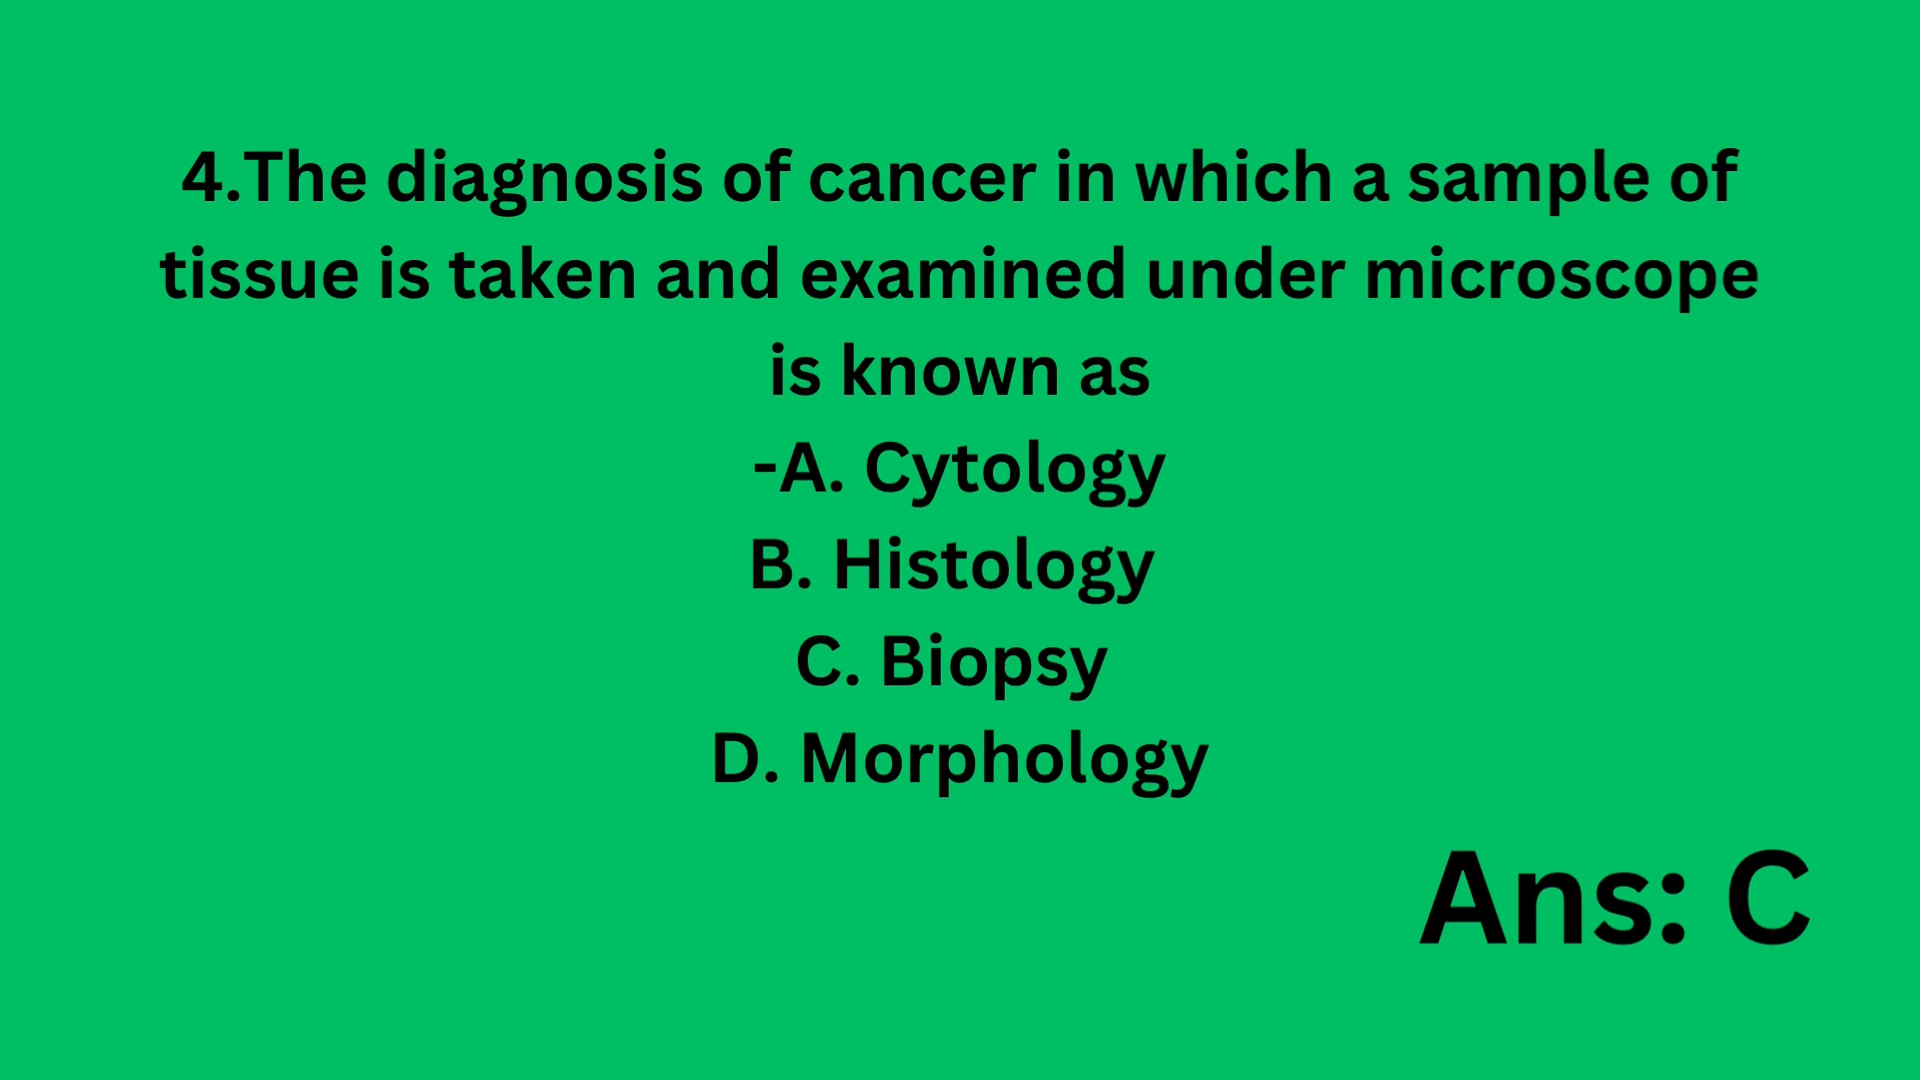 4.The diagnosis of cancer in which a sample of
tissue is taken and examined under microscope
is known as
-A. Cytology
B. Histology
C. Biopsy
D. Morphology
Ans: C